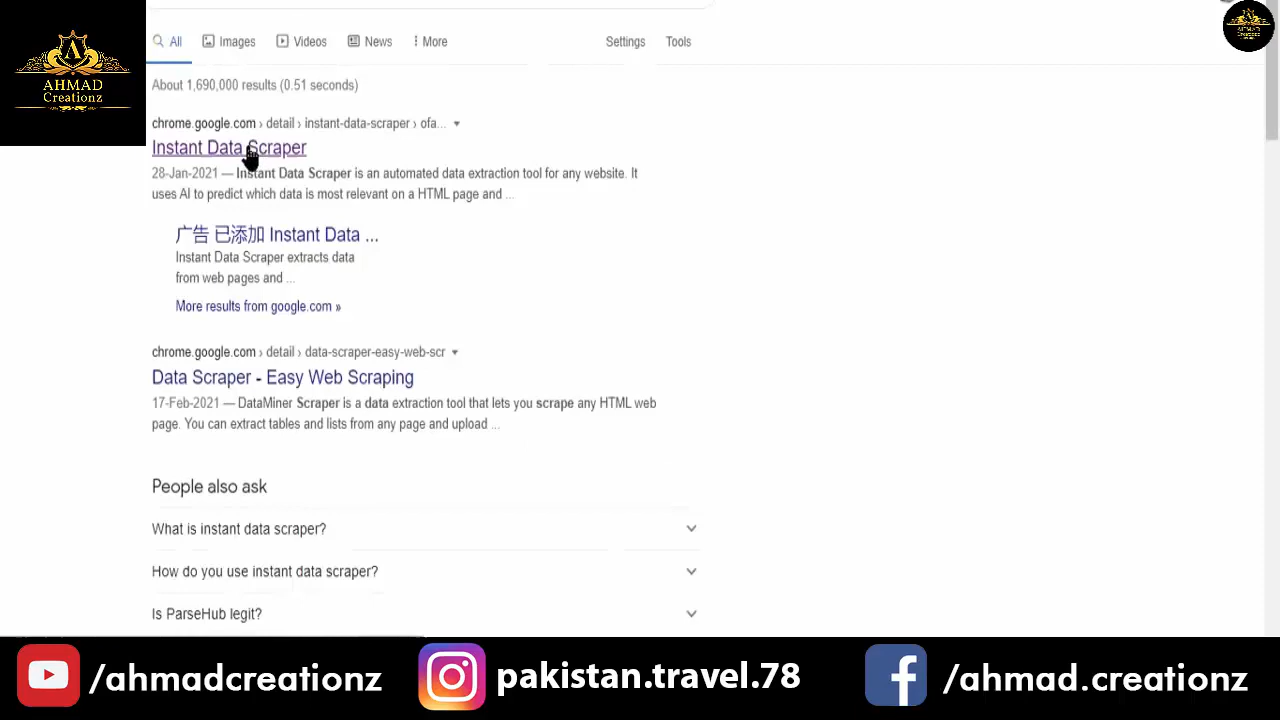 AHMAD
Creationz
All
Images
Videos
News
More
Settings
Tools
About 1,690,000 results (0.51 seconds)
chrome.google.com › detail › instant-data-scraper › ofa...
Instant Data Scraper
28-Jan-2021 — Instant Data Scraper is an automated data extraction tool for any website. It
uses AI to predict which data is most relevant on a HTML page and ...
广告 已添加 Instant Data ...
Instant Data Scraper extracts data
from web pages and ...
More results from google.com »
chrome.google.com › detail › data-scraper-easy-web-scr
Data Scraper - Easy Web Scraping
17-Feb-2021 — DataMiner Scraper is a data extraction tool that lets you scrape any HTML web
page. You can extract tables and lists from any page and upload ...
People also ask
What is instant data scraper?
How do you use instant data scraper?
Is ParseHub legit?
/ahmadcreationz
pakistan.travel.78
/ahmad.creationz